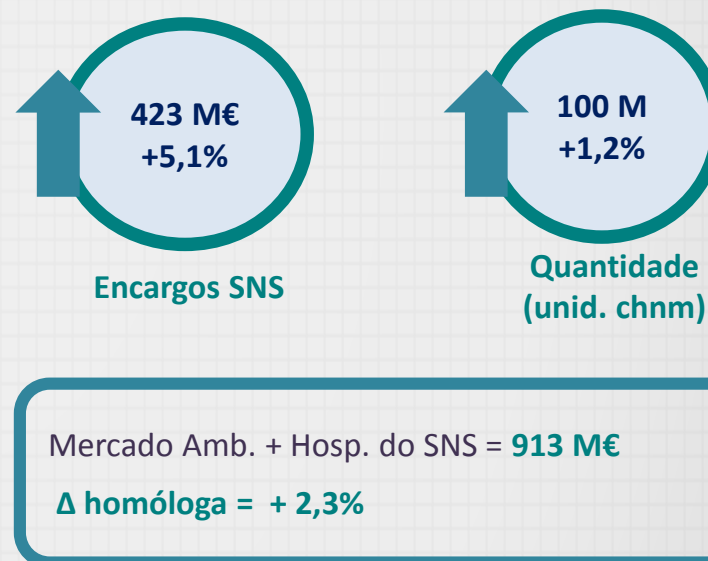 423 M€
+5,1%
Encargos SNS
100 M
+1,2%
Quantidade
(unid. chnm)
Mercado Amb. + Hosp. do SNS = 913 M€
Δ homóloga = + 2,3%